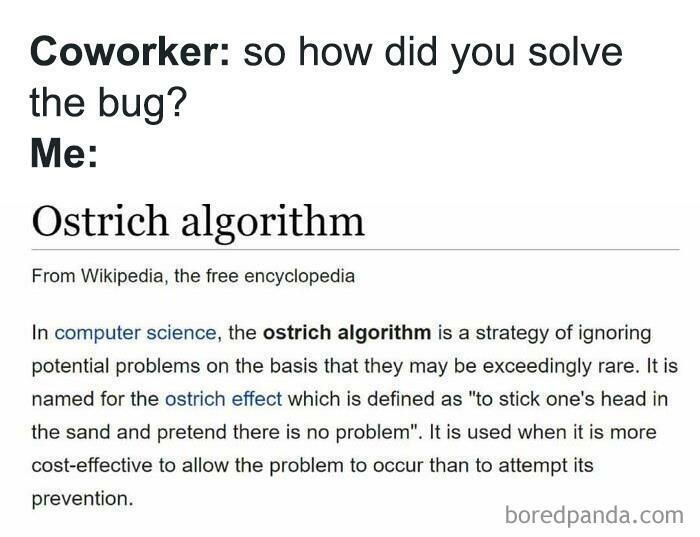 Coworker: so how did you solve
the bug?
Me:
Ostrich algorithm
From Wikipedia, the free encyclopedia
In computer science, the ostrich algorithm is a strategy of ignoring
potential problems on the basis that they may be exceedingly rare. It is
named for the ostrich effect which is defined as "to stick one's head in
the sand and pretend there is no problem". It is used when it is more
cost-effective to allow the problem to occur than to attempt its
prevention.
boredpanda.com